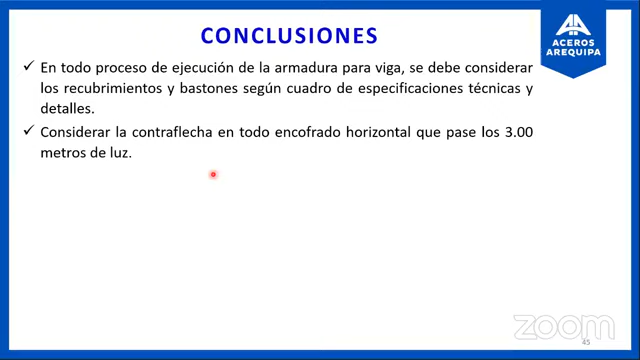 CONCLUSIONES
ACEROS
AREQUIPA
✓ En todo proceso de ejecución de la armadura para viga, se debe considerar
los recubrimientos y bastones según cuadro de especificaciones técnicas y
detalles.
✓ Considerar la contraflecha en todo encofrado horizontal que pase los 3.00
metros de luz.
zoom
45